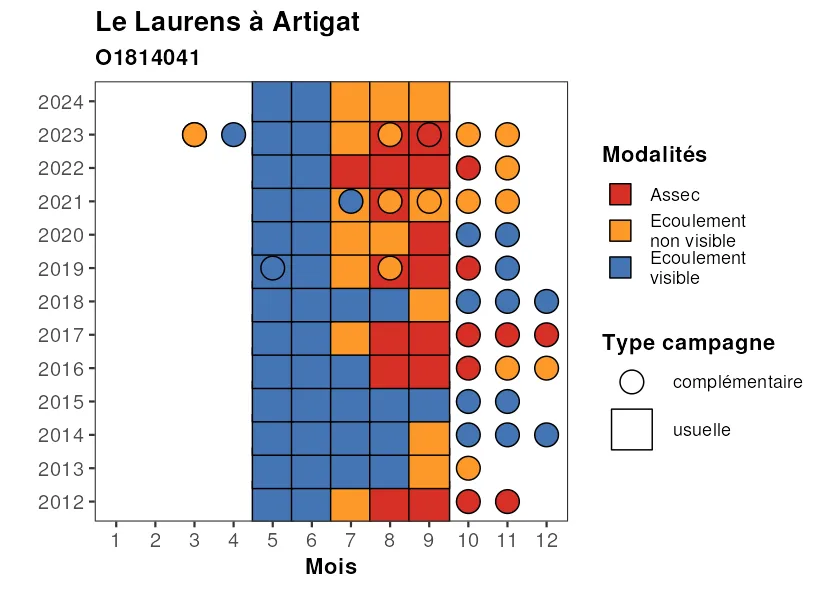 Le Laurens à Artigat
O1814041
2024
2023
2022
2021
2020
2019
2018
2017
2016
2015
2014
2013
2012
1 2 3 4 5 6 7 8 9 10 11 12
Mois
Modalités
Assec
Ecoulement
non visible
Ecoulement
visible
Type campagne
complémentaire
usuelle